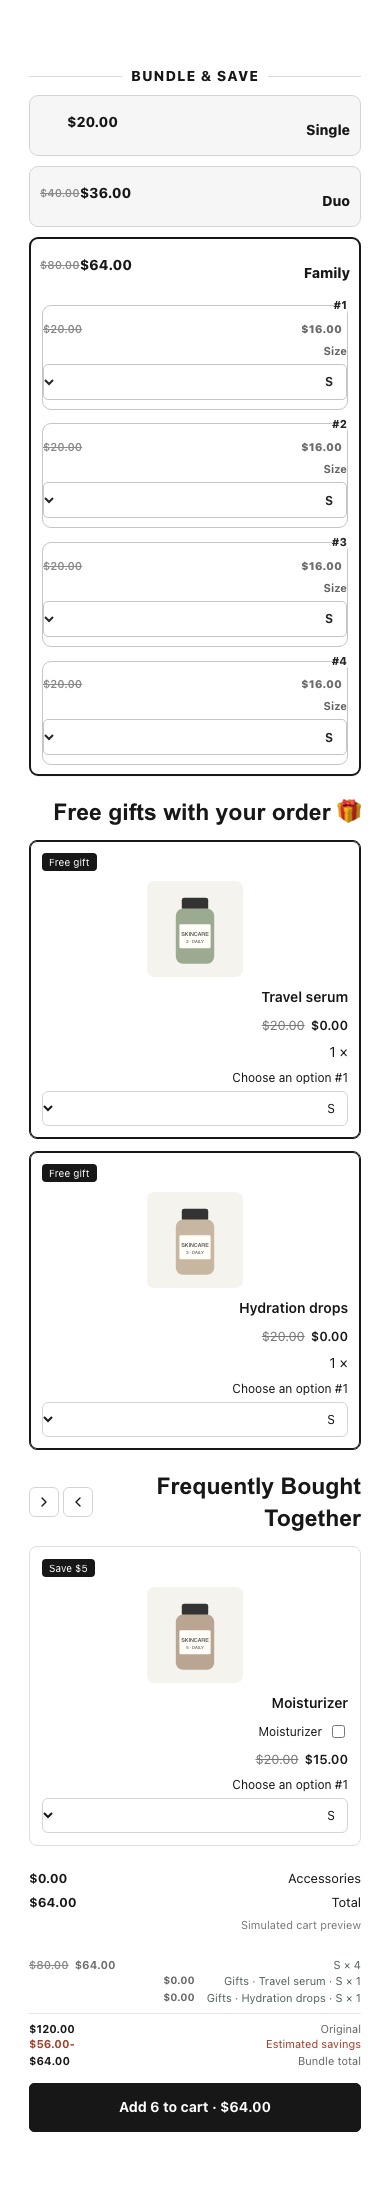 BUNDLE & SAVE
Single $20.00
Duo $40.00 $36.00
Family $80.00 $64.00
#1
$16.00 $20.00
Size
S
#2
$16.00 $20.00
Size
S
#3
$16.00 $20.00
Size
S
#4
$16.00 $20.00
Size
S
Free gifts with your order 🎁
Free gift
SKINCARE
2 · DAILY
Travel serum
$20.00 $0.00
1 ×
Choose an option #1
S
Free gift
SKINCARE
3 · DAILY
Hydration drops
$20.00 $0.00
1 ×
Choose an option #1
S
Frequently Bought
Together
Save $5
SKINCARE
5 · DAILY
Moisturizer
Moisturizer
$20.00 $15.00
Choose an option #1
S
Accessories $0.00
Total $64.00
Simulated cart preview
S × 4 $80.00 $64.00
Gifts · Travel serum · S × 1 $0.00
Gifts · Hydration drops · S × 1 $0.00
Original $120.00
Estimated savings $56.00-
Bundle total $64.00
Add 6 to cart · $64.00